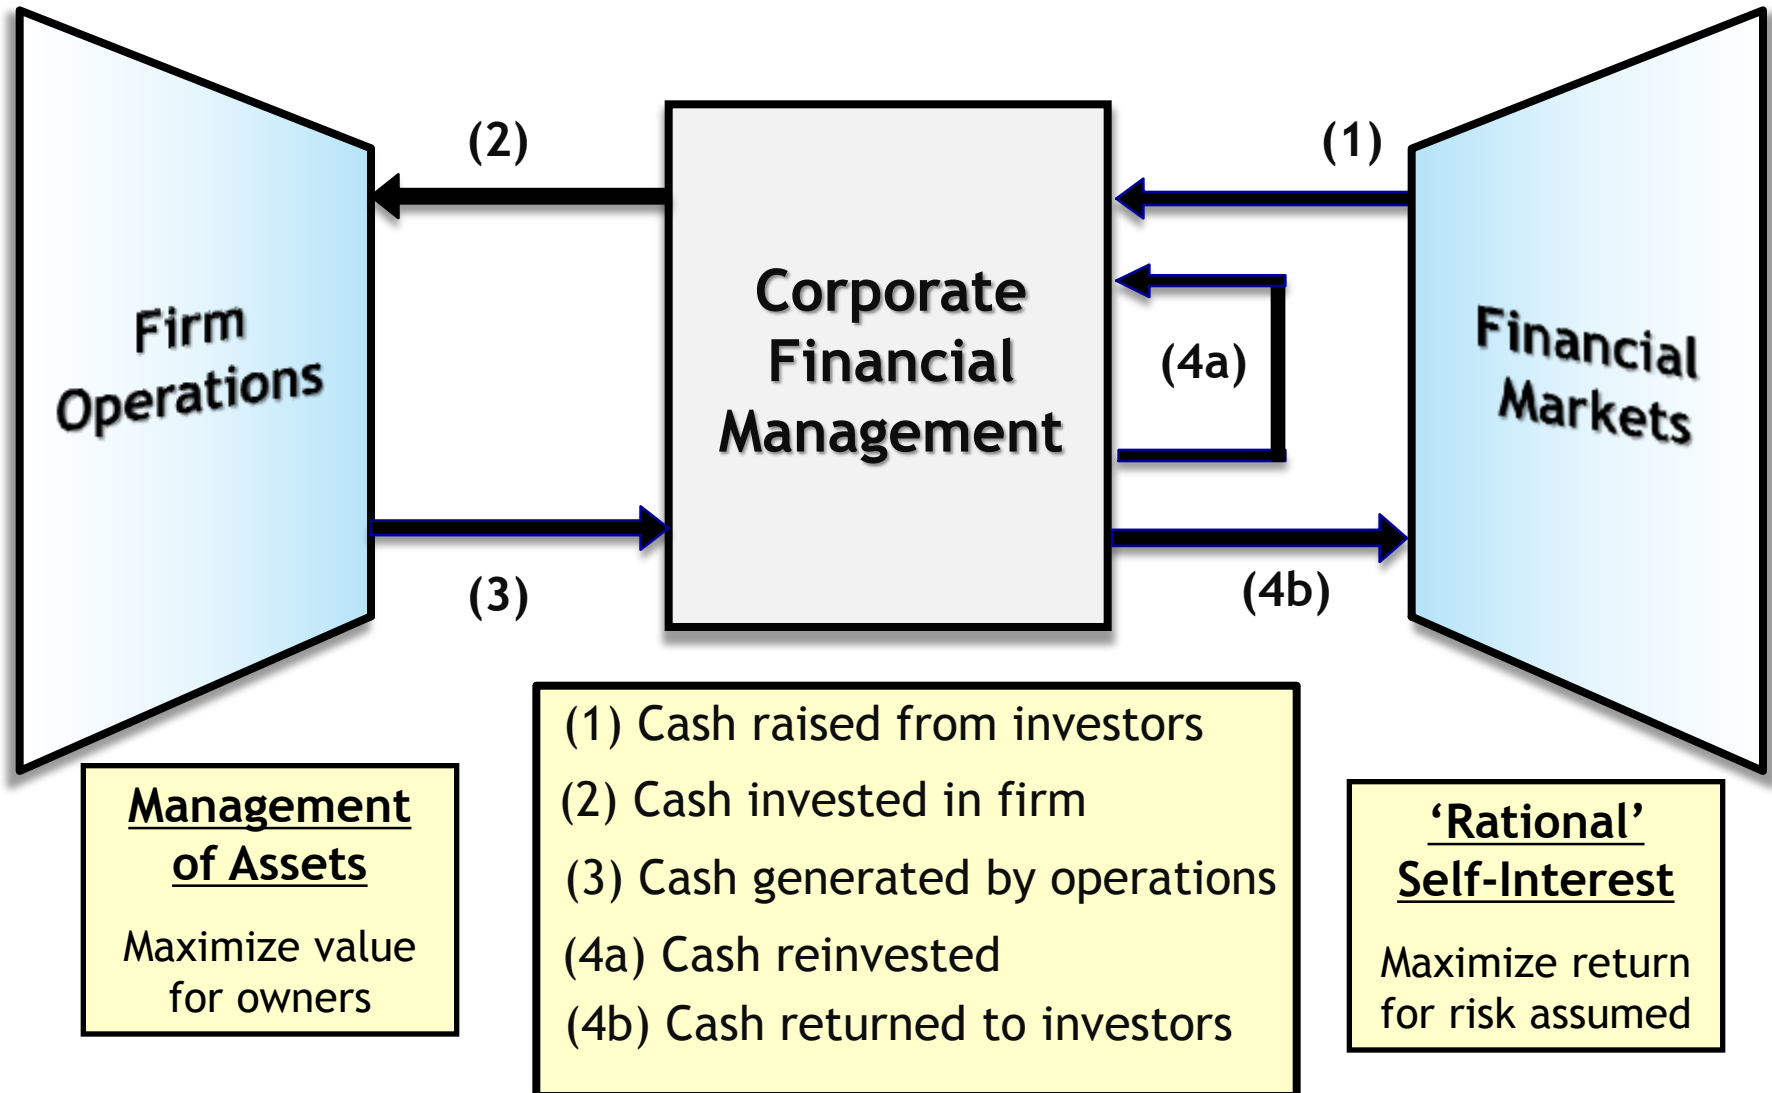 (2)
(1)
Firm
Operations
Corporate
Financial
Management
(4a)
Financial
Markets
(3)
(4b)
Management
of Assets
Maximize value
for owners
(1) Cash raised from investors
(2) Cash invested in firm
(3) Cash generated by operations
(4a) Cash reinvested
(4b) Cash returned to investors
‘Rational’
Self-Interest
Maximize return
for risk assumed